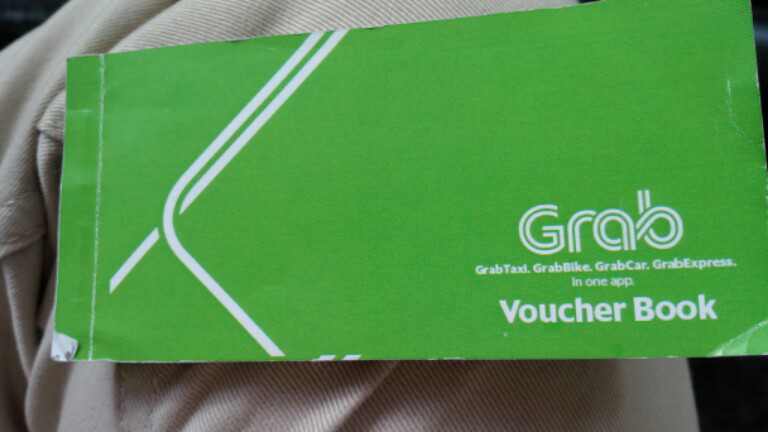 Grab
GrabTaxi. GrabBike. GrabCar. GrabExpress.
In one app.
Voucher Book